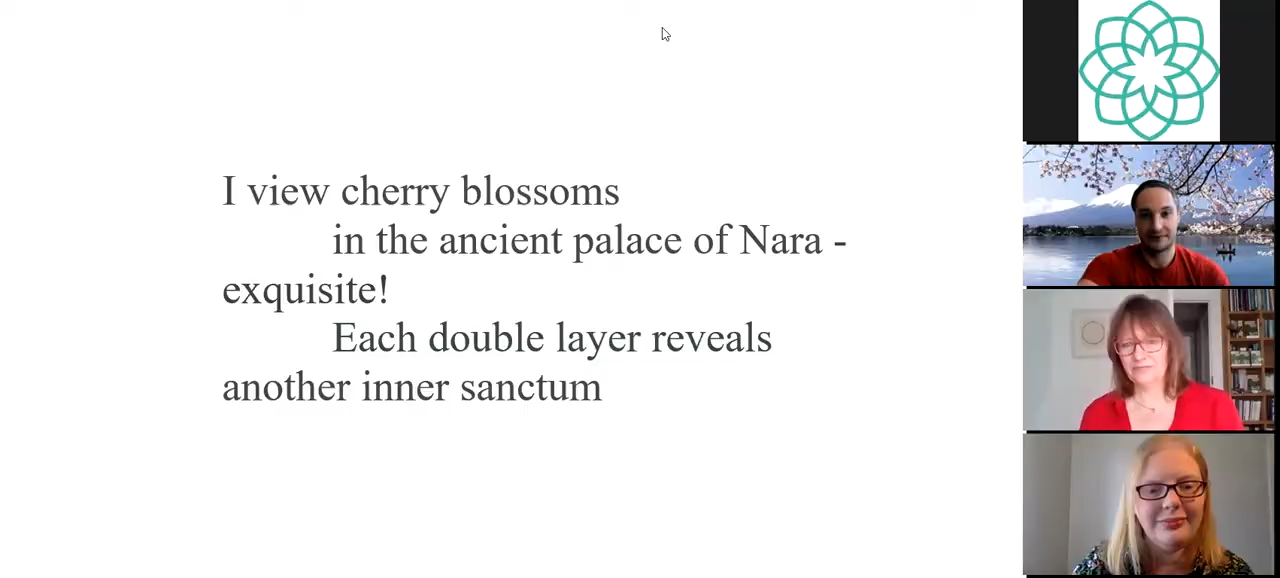 I view cherry blossoms
in the ancient palace of Nara -
exquisite!
Each double layer reveals
another inner sanctum